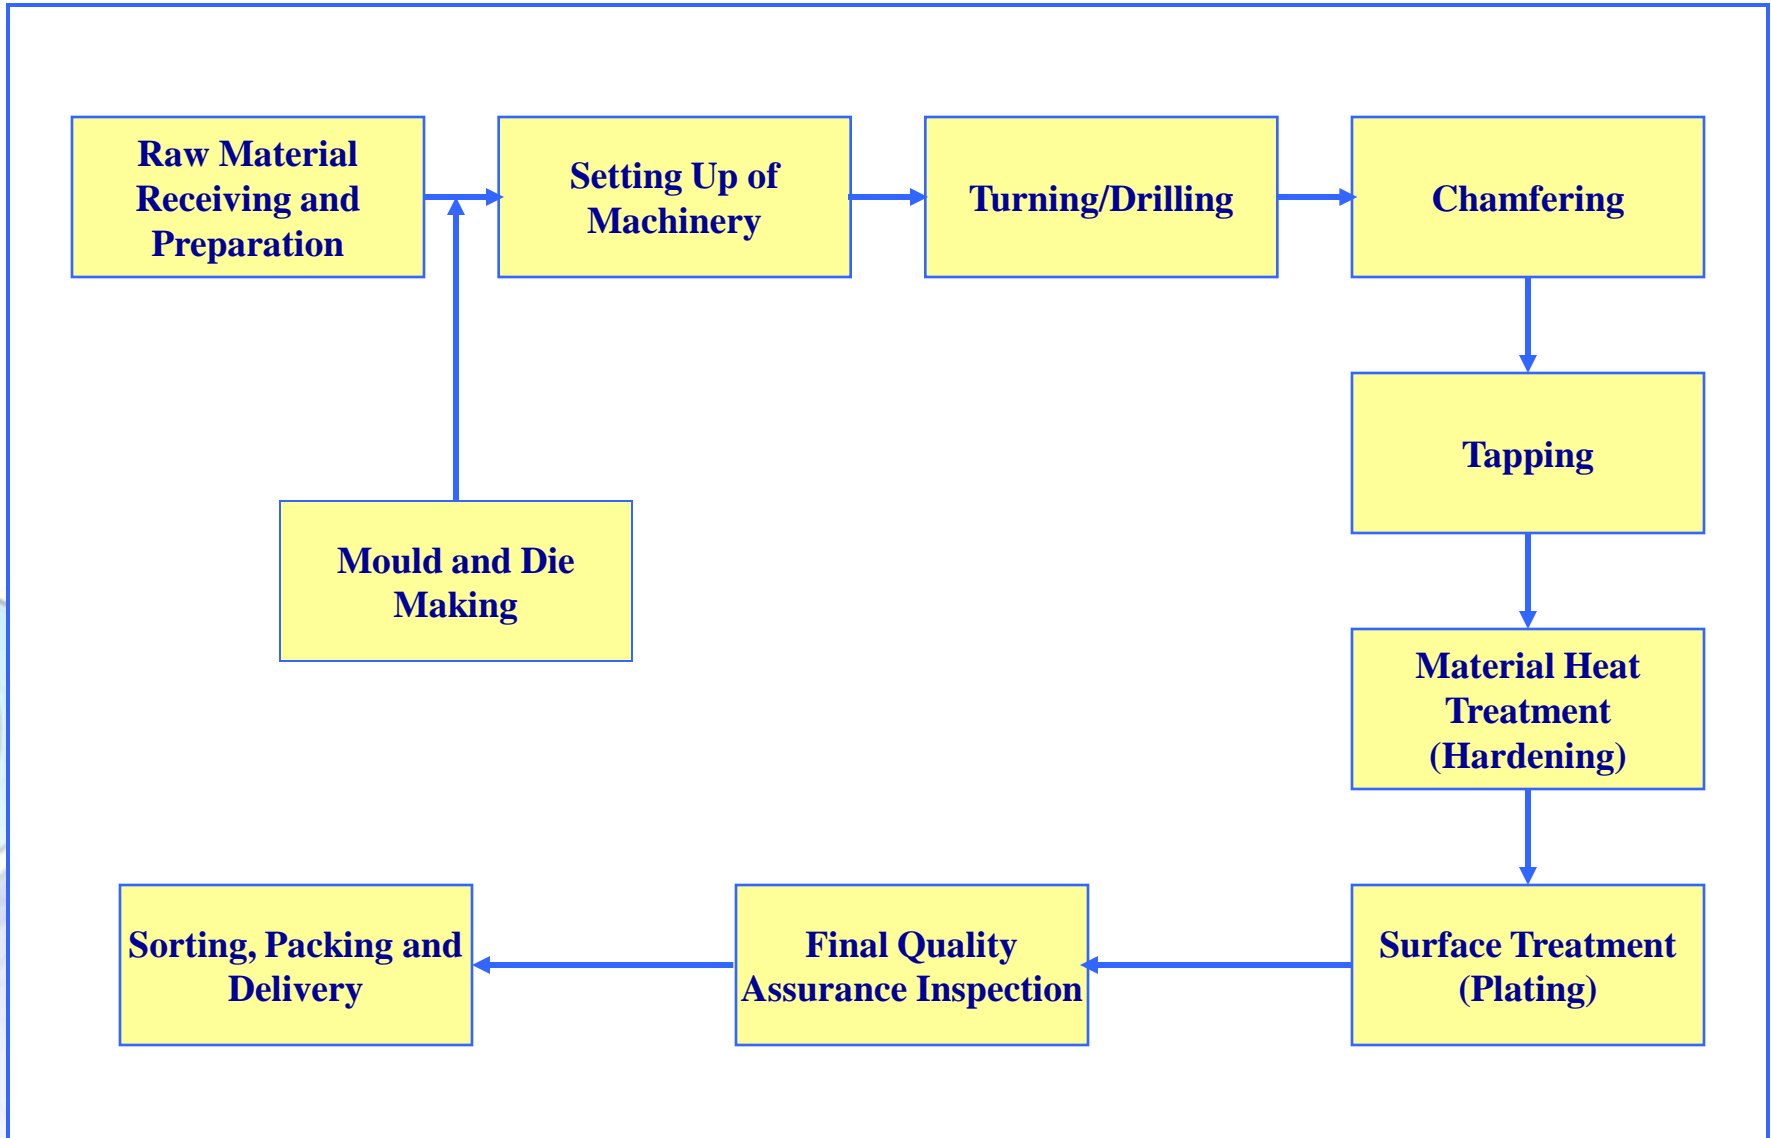 Raw Material
Receiving and
Preparation
Setting Up of
Machinery
Turning/Drilling
Chamfering
Tapping
Mould and Die
Making
Material Heat
Treatment
(Hardening)
Surface Treatment
(Plating)
Final Quality
Assurance Inspection
Sorting, Packing and
Delivery